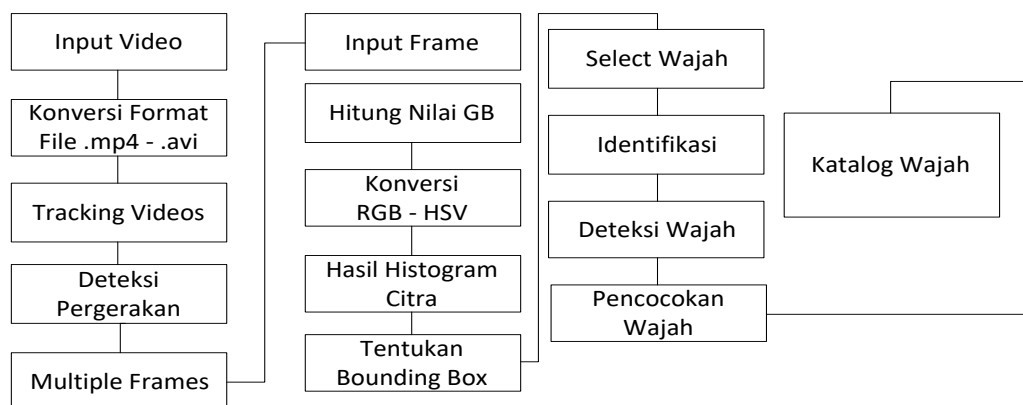 Input Video
Konversi Format
File .mp4 - .avi
Tracking Videos
Deteksi
Pergerakan
Multiple Frames
Input Frame
Hitung Nilai GB
Konversi
RGB - HSV
Hasil Histogram
Citra
Tentukan
Bounding Box
Select Wajah
Identifikasi
Deteksi Wajah
Pencocokan
Wajah
Katalog Wajah